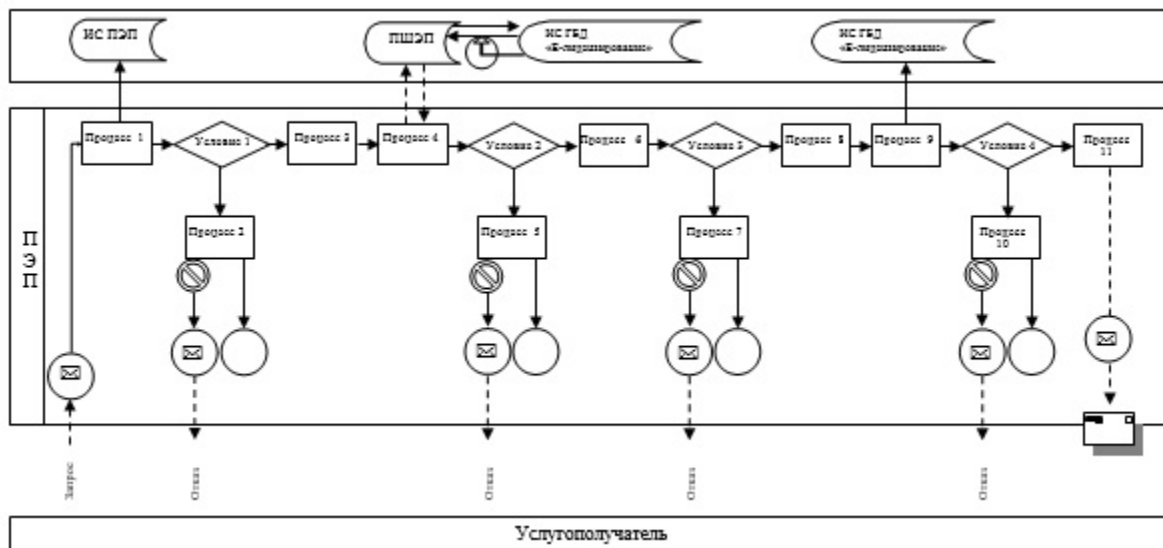 ИС ПЭП
ПШЭП
ИС ГБД
«Е-лицензирование»
ИС ГБД
«Е-лицензирование»
Процесс 1
Условие 1
Процесс 3
Процесс 4
Условие 2
Процесс 6
Условие 3
Процесс 8
Процесс 9
Условие 4
Процесс
11
Процесс 2
Процесс 5
Процесс 7
Процесс
10
ПЭП
Запрос
Отказ
Отказ
Отказ
Отказ
Услугополучатель